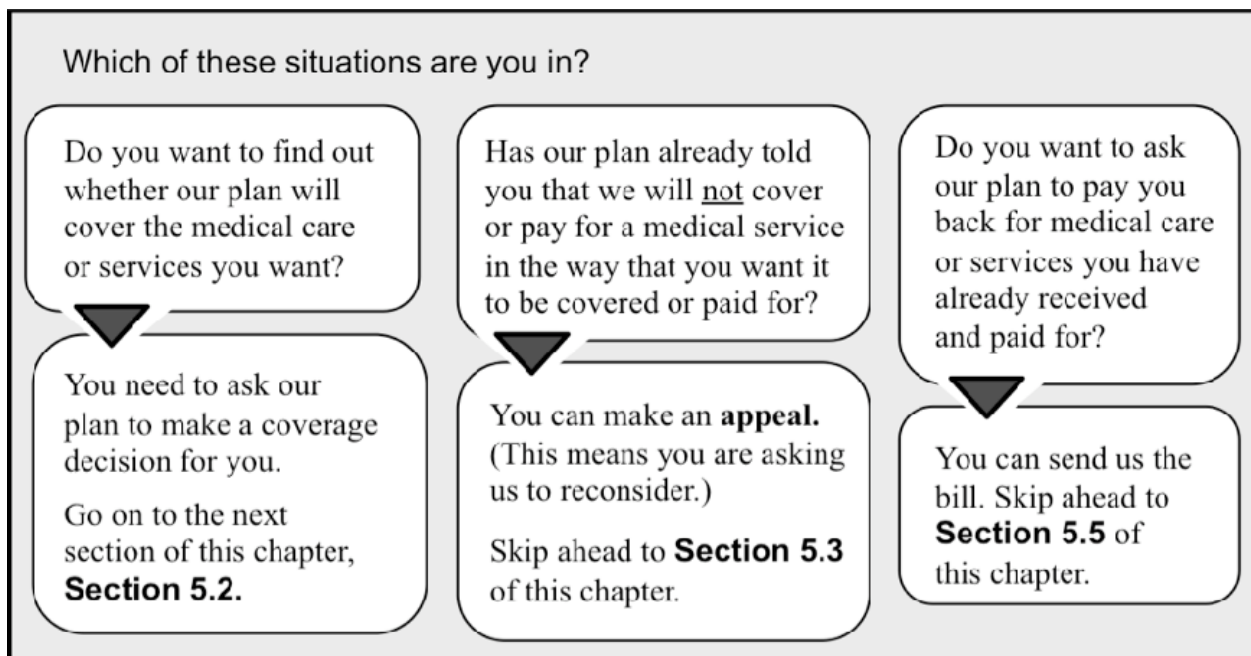 Which of these situations are you in?
Do you want to find out
whether our plan will
cover the medical care
or services you want?
You need to ask our
plan to make a coverage
decision for you.
Go on to the next
section of this chapter,
Section 5.2.
Has our plan already told
you that we will not cover
or pay for a medical service
in the way that you want it
to be covered or paid for?
You can make an appeal.
(This means you are asking
us to reconsider.)
Skip ahead to Section 5.3
of this chapter.
Do you want to ask
our plan to pay you
back for medical care
or services you have
already received
and paid for?
You can send us the
bill. Skip ahead to
Section 5.5 of
this chapter.